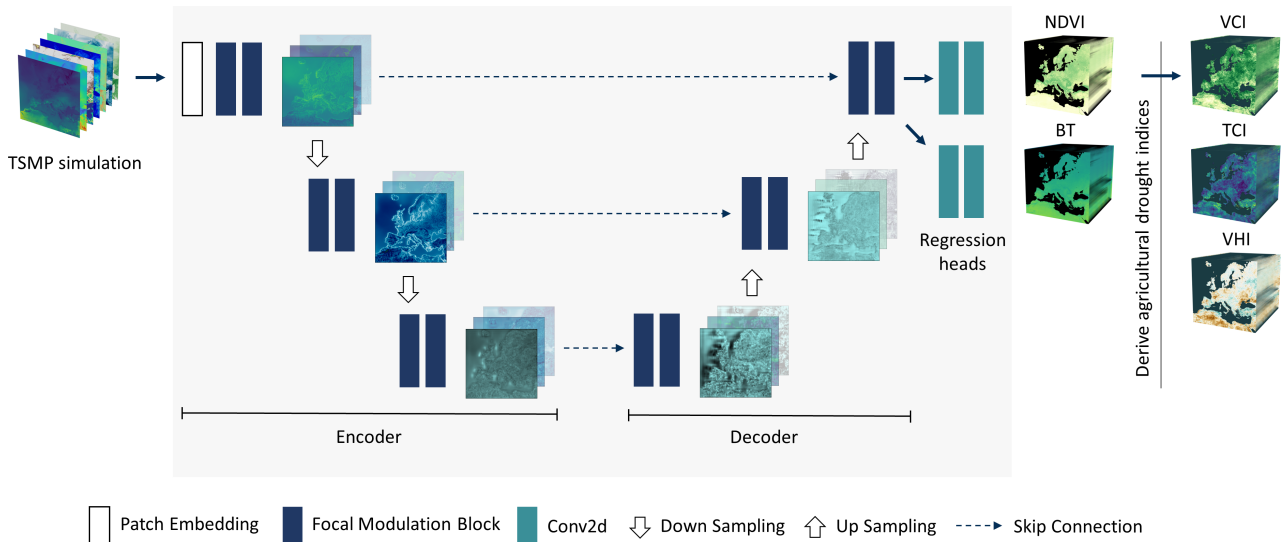 TSMP simulation
NDVI
BT
VCI
TCI
VHI
Regression
heads
Derive agricultural drought indices
Encoder
Decoder
Patch Embedding
Focal Modulation Block
Conv2d
Down Sampling
Up Sampling
Skip Connection